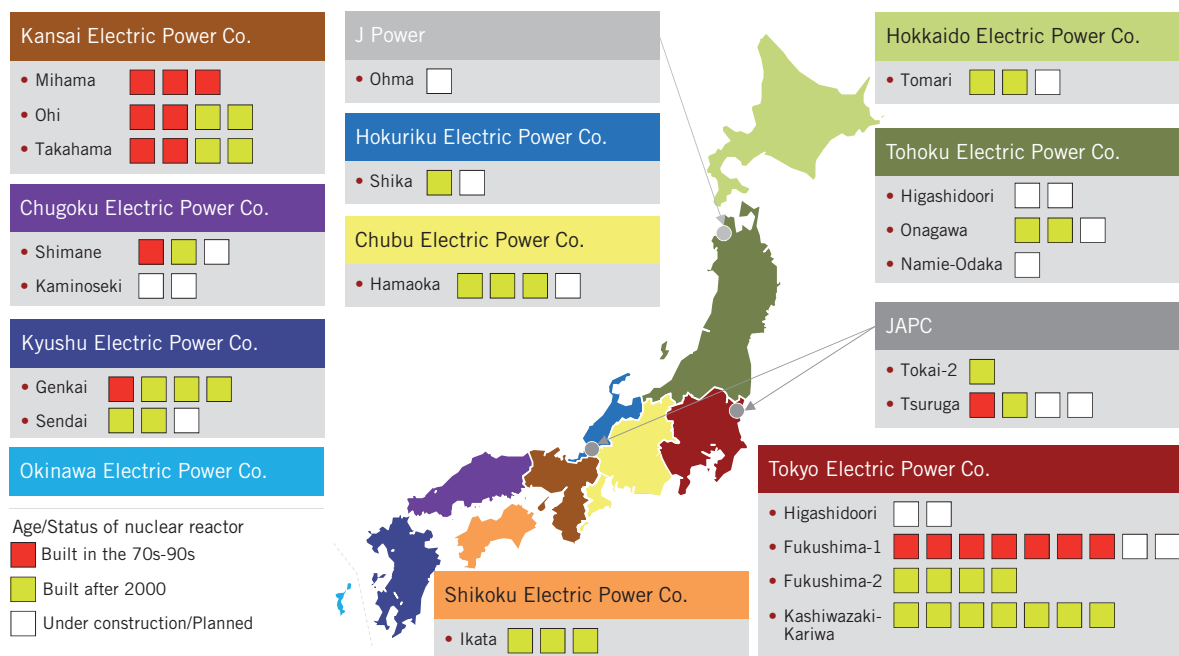 Kansai Electric Power Co.
• Mihama
• Ohi
• Takahama
Chugoku Electric Power Co.
• Shimane
• Kaminoseki
Kyushu Electric Power Co.
• Genkai
• Sendai
Okinawa Electric Power Co.
Age/Status of nuclear reactor
Built in the 70s-90s
Built after 2000
Under construction/Planned
J Power
• Ohma
Hokuriku Electric Power Co.
• Shika
Chubu Electric Power Co.
• Hamaoka
Shikoku Electric Power Co.
• Ikata
Hokkaido Electric Power Co.
• Tomari
Tohoku Electric Power Co.
• Higashidoori
• Onagawa
• Namie-Odaka
JAPC
• Tokai-2
• Tsuruga
Tokyo Electric Power Co.
• Higashidoori
• Fukushima-1
• Fukushima-2
• Kashiwazaki-
Kariwa